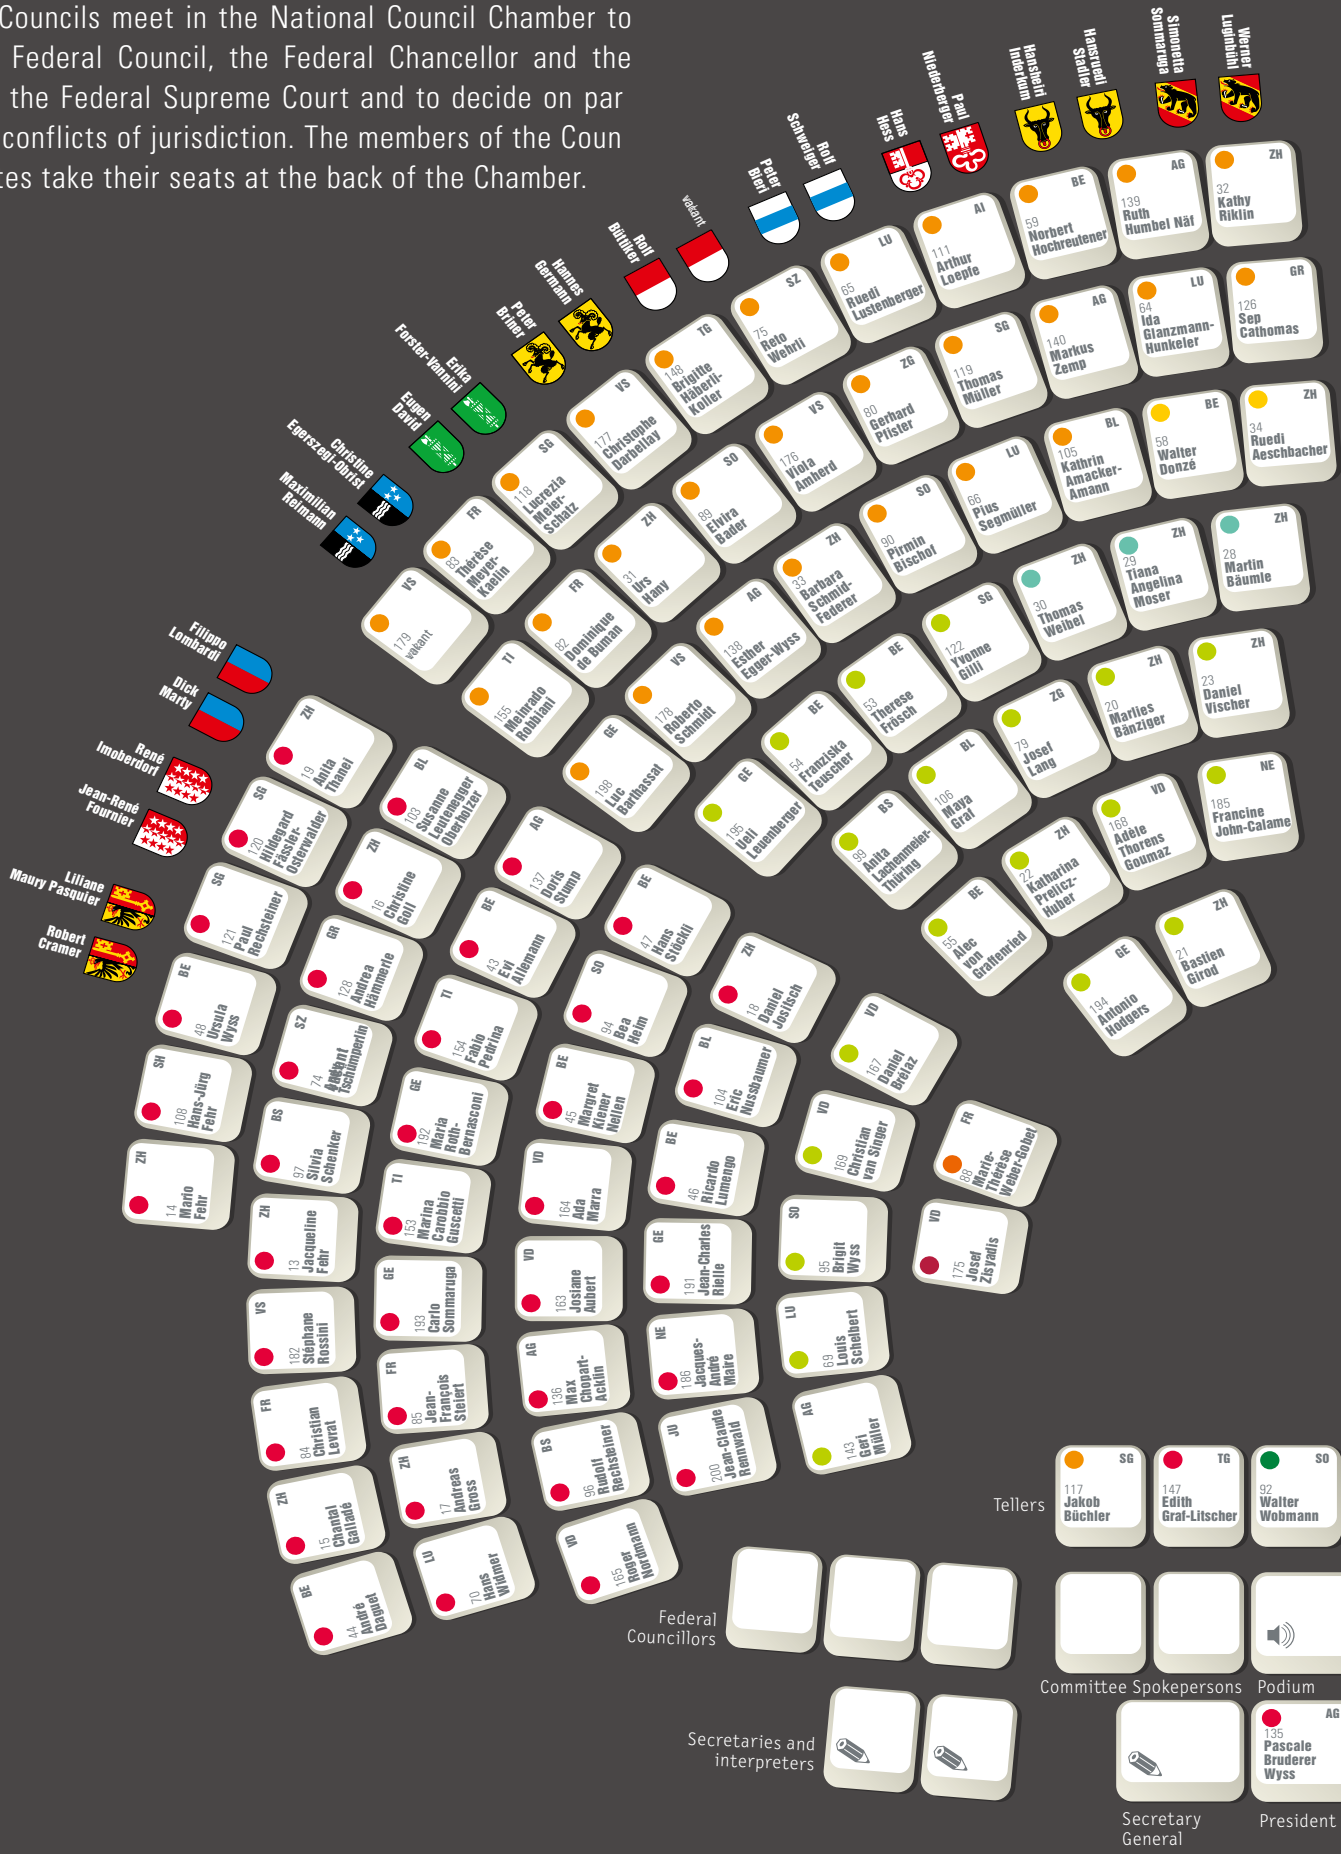 Councils meet in the National Council Chamber to
Federal Council, the Federal Chancellor and the
the Federal Supreme Court and to decide on par
conflicts of jurisdiction. The members of the Coun
tes take their seats at the back of the Chamber.
Werner
Luginbühl
Simonetta
Sommaruga
Hansruedi
Stadler
Hansheiri
Inderkum
Paul
Niederberger
Hans
Hess
Rolf
Schweiger
Peter
Bieri
vakant
Rolf
Büttiker
Hannes
Germann
Peter
Briner
Erika
Forster-Vannini
Eugen
David
Christine
Egerszegi-Obrist
Maximilian
Reimann
Filippo
Lombardi
Dick
Marty
René
Imoberdorf
Jean-René
Fournier
Liliane
Maury Pasquier
Robert
Cramer
ZH
32
Kathy
Riklin
AG
139
Ruth
Humbel Näf
BE
59
Norbert
Hochreutener
AI
111
Arthur
Loepfe
LU
65
Ruedi
Lustenberger
SZ
75
Reto
Wehrli
TG
148
Brigitte
Häberli-
Koller
VS
177
Christophe
Darbellay
SG
118
Lucrezia
Meier-
Schatz
FR
83
Thérèse
Meyer-
Kaelin
VS
179
vakant
GR
126
Sep
Cathomas
LU
64
Ida
Glanzmann-
Hunkeler
AG
140
Markus
Zemp
SG
119
Thomas
Müller
ZG
80
Gerhard
Pfister
VS
176
Viola
Amherd
SO
89
Elvira
Bader
ZH
31
Urs
Hany
FR
82
Dominique
de Buman
TI
155
Meinrado
Robbiani
ZH
34
Ruedi
Aeschbacher
BE
58
Walter
Donzé
BL
105
Kathrin
Amacker-
Amann
LU
66
Pius
Segmüller
SO
90
Pirmin
Bischof
ZH
33
Barbara
Schmid-
Federer
AG
138
Esther
Egger-Wyss
VS
178
Roberto
Schmidt
GE
198
Luc
Barthassat
ZH
28
Martin
Bäumle
ZH
29
Tiana
Angelina
Moser
ZH
30
Thomas
Weibel
SG
122
Yvonne
Gilli
BE
53
Therese
Frösch
BE
54
Franziska
Teuscher
GE
195
Ueli
Leuenberger
ZH
23
Daniel
Vischer
ZH
20
Marlies
Bänziger
ZG
79
Josef
Lang
BL
106
Maya
Graf
BS
99
Anita
Lachenmeier-
Thüring
NE
185
Francine
John-Calame
VD
168
Adèle
Thorens
Goumaz
ZH
22
Katharina
Prelicz-
Huber
BE
55
Alec
von
Graffenried
ZH
21
Bastien
Girod
GE
194
Antonio
Hodgers
ZH
19
Anita
Thanei
SG
120
Hildegard
Fässler-
Osterwalder
SG
121
Paul
Rechsteiner
BE
48
Ursula
Wyss
SH
108
Hans-Jürg
Fehr
ZH
14
Mario
Fehr
BL
103
Susanne
Leutenegger
Oberholzer
ZH
16
Christine
Goll
GR
128
Andrea
Hämmerle
SZ
74
Tschümperlin
BS
97
Silvia
Schenker
ZH
13
Jacqueline
Fehr
VS
182
Stéphane
Rossini
FR
84
Christian
Levrat
ZH
15
Chantal
Galladé
BE
44
André
Daguet
AG
137
Doris
Stump
BE
43
Evi
Allemann
TI
154
Fabio
Pedrina
GE
192
Maria
Roth-
Bernasconi
TI
153
Marina
Carobbio
Guscetti
GE
193
Carlo
Sommaruga
FR
85
Jean-
François
Steiert
ZH
17
Andreas
Gross
LU
70
Hans
Widmer
BE
47
Hans
Stöckli
SO
94
Bea
Heim
BE
45
Margret
Kiener
Nellen
VD
164
Ada
Marra
VD
163
Josiane
Aubert
AG
136
Max
Chopart-
Acklin
BS
96
Rudolf
Rechsteiner
VD
165
Roger
Nordmann
ZH
18
Daniel
Jositsch
BL
104
Eric
Nussbaumer
BE
46
Ricardo
Lumengo
GE
191
Jean-Charles
Rielle
NE
186
Jacques-
André
Maire
JU
200
Jean-Claude
Rennwald
VD
167
Daniel
Brélaz
VD
169
Christian
van Singer
SO
95
Brigit
Wyss
LU
69
Louis
Schelbert
AG
143
Geri
Müller
FR
88
Marie-
Thérèse
Weber-Gobet
VD
175
Josef
Zisyadis
Tellers
SG
117
Jakob
Büchler
TG
147
Edith
Graf-Litscher
SO
92
Walter
Wobmann
Federal
Councillors
Committee Spokepersons
Podium
Secretaries and
interpreters
AG
135
Pascale
Bruderer
Wyss
Secretary
General
President